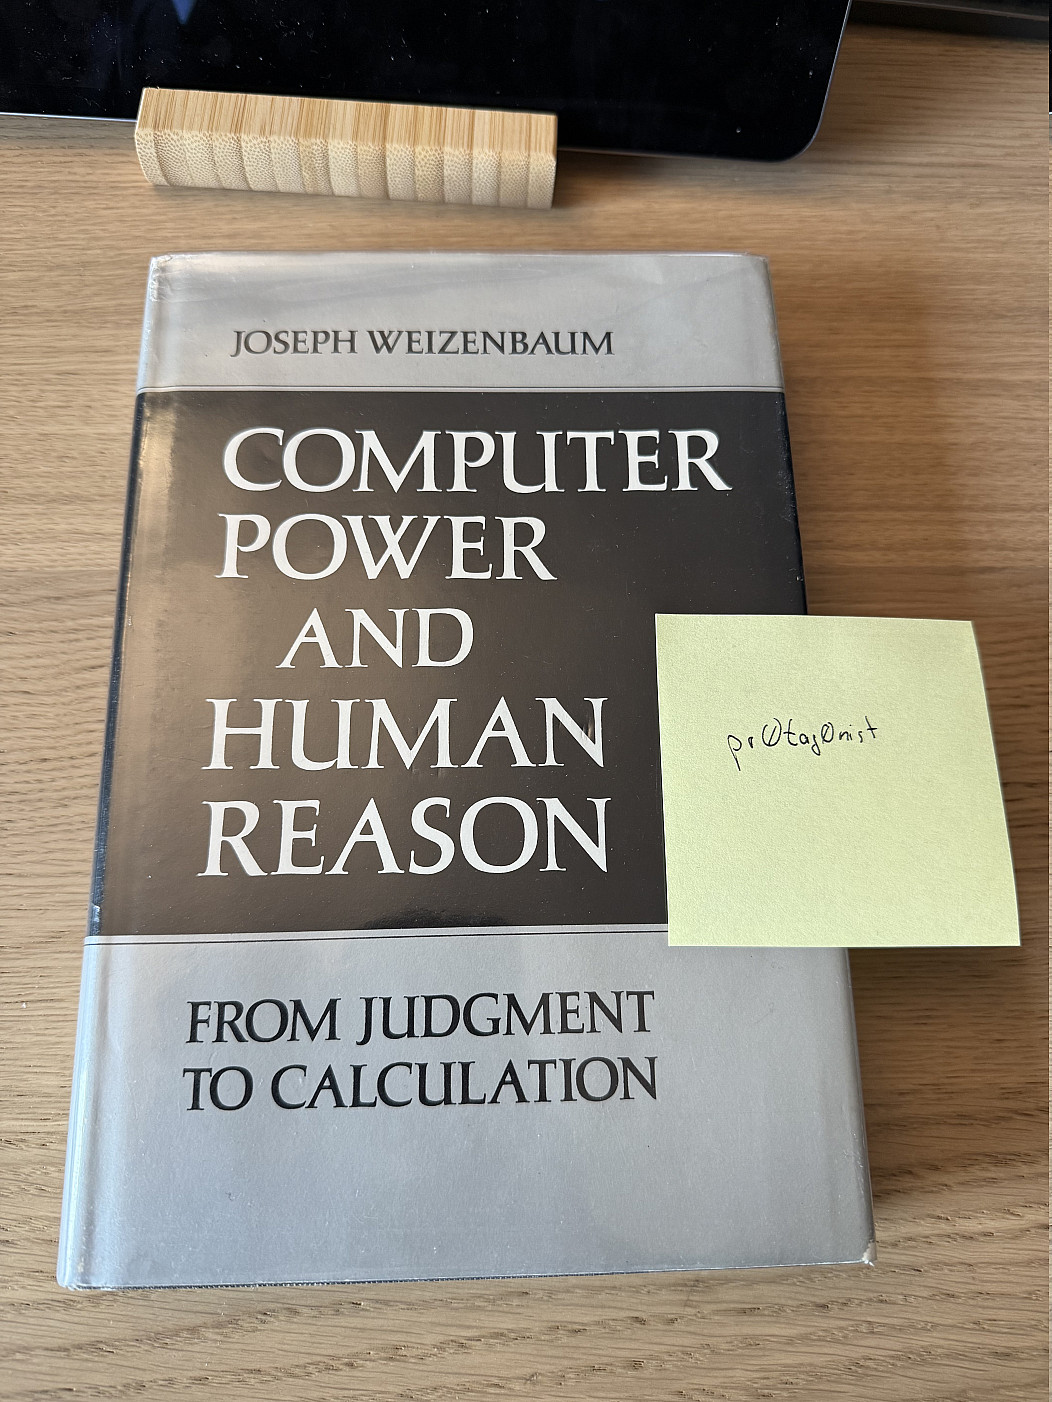 JOSEPH WEIZENBAUM
COMPUTER
POWER
AND
HUMAN
REASON
pr0tag0nist
FROM JUDGMENT
TO CALCULATION